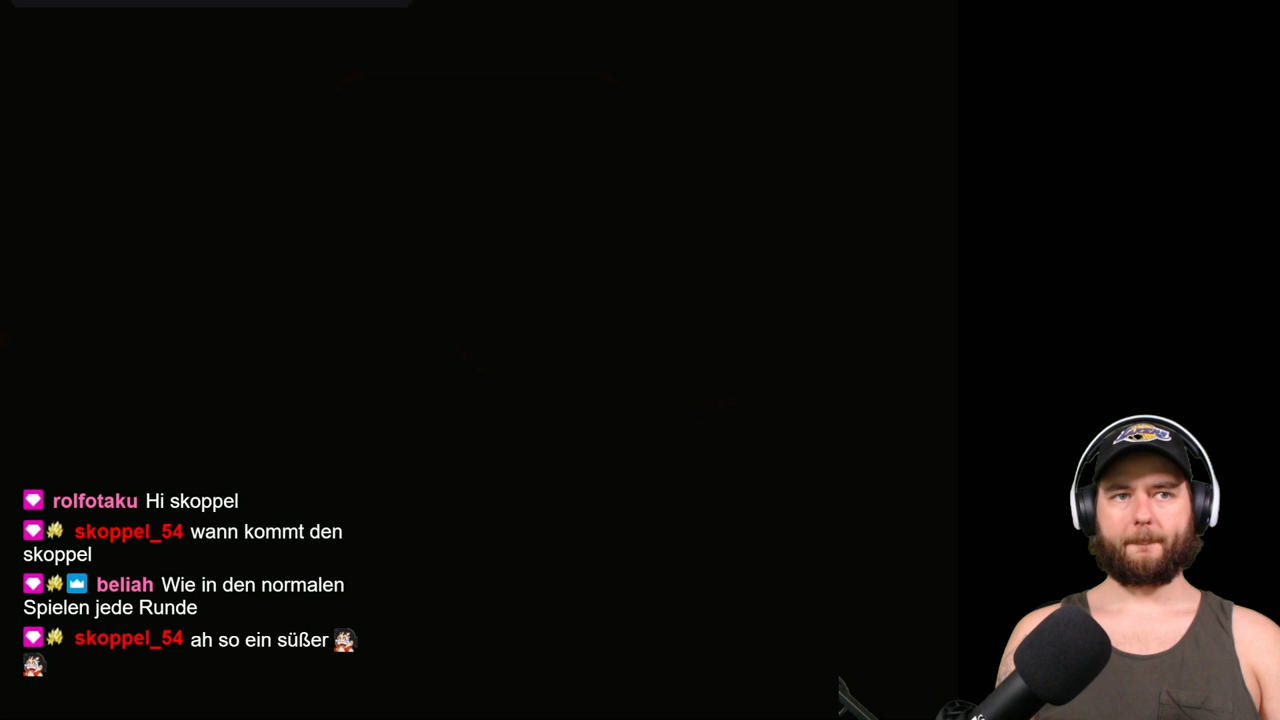 rolfotaku Hi skoppel
skoppel_54 wann kommt den
skoppel
beliah Wie in den normalen
Spielen jede Runde
skoppel_54 ah so ein süßer
LAKERS